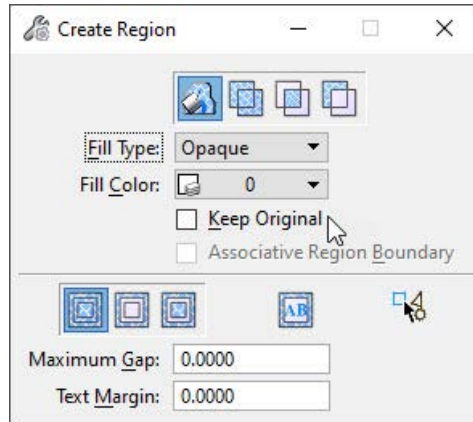 Create Region
Fill Type: Opaque
Fill Color: 0
Keep Original
Associative Region Boundary
AB
Maximum Gap: 0.0000
Text Margin: 0.0000